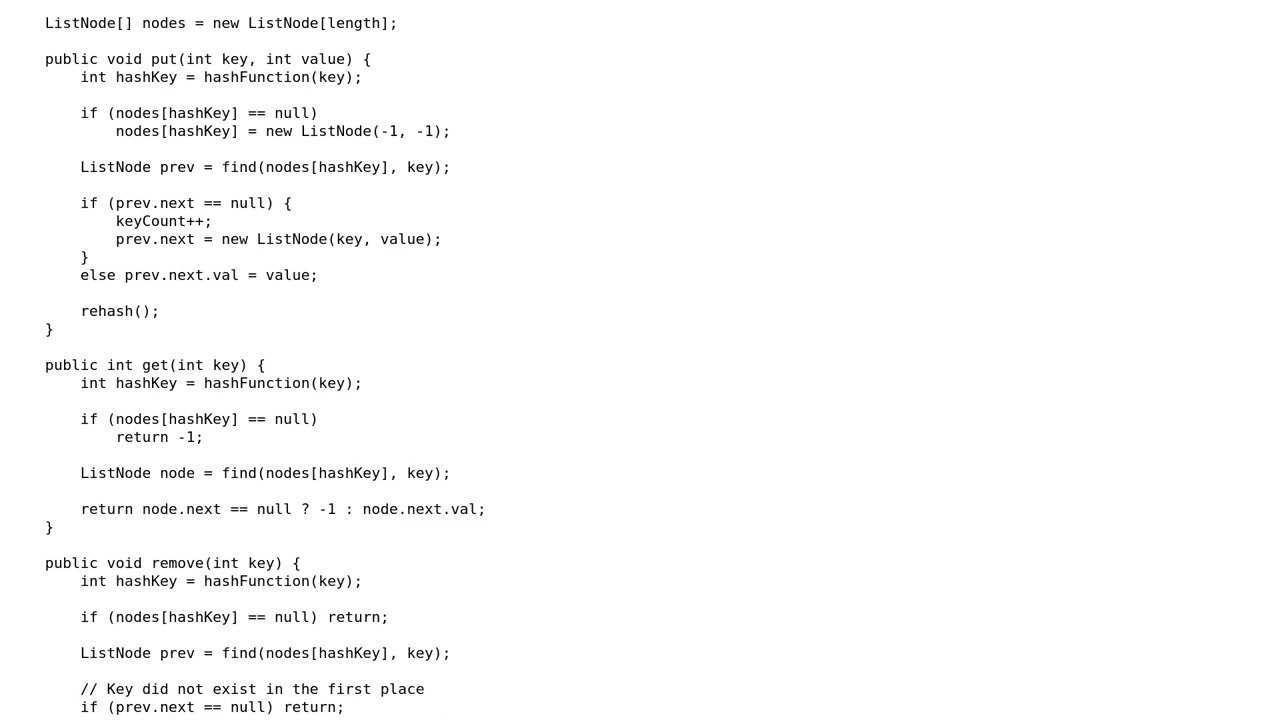 ListNode[] nodes = new ListNode[length];
public void put(int key, int value) {
int hashKey = hashFunction(key);
if (nodes[hashKey] == null)
nodes[hashKey] = new ListNode(-1, -1);
ListNode prev = find(nodes[hashKey], key);
if (prev.next == null) {
keyCount++;
prev.next = new ListNode(key, value);
}
else prev.next.val = value;
rehash();
}
public int get(int key) {
int hashKey = hashFunction(key);
if (nodes[hashKey] == null)
return -1;
ListNode node = find(nodes[hashKey], key);
return node.next == null ? -1 : node.next.val;
}
public void remove(int key) {
int hashKey = hashFunction(key);
if (nodes[hashKey] == null) return;
ListNode prev = find(nodes[hashKey], key);
// Key did not exist in the first place
if (prev.next == null) return;